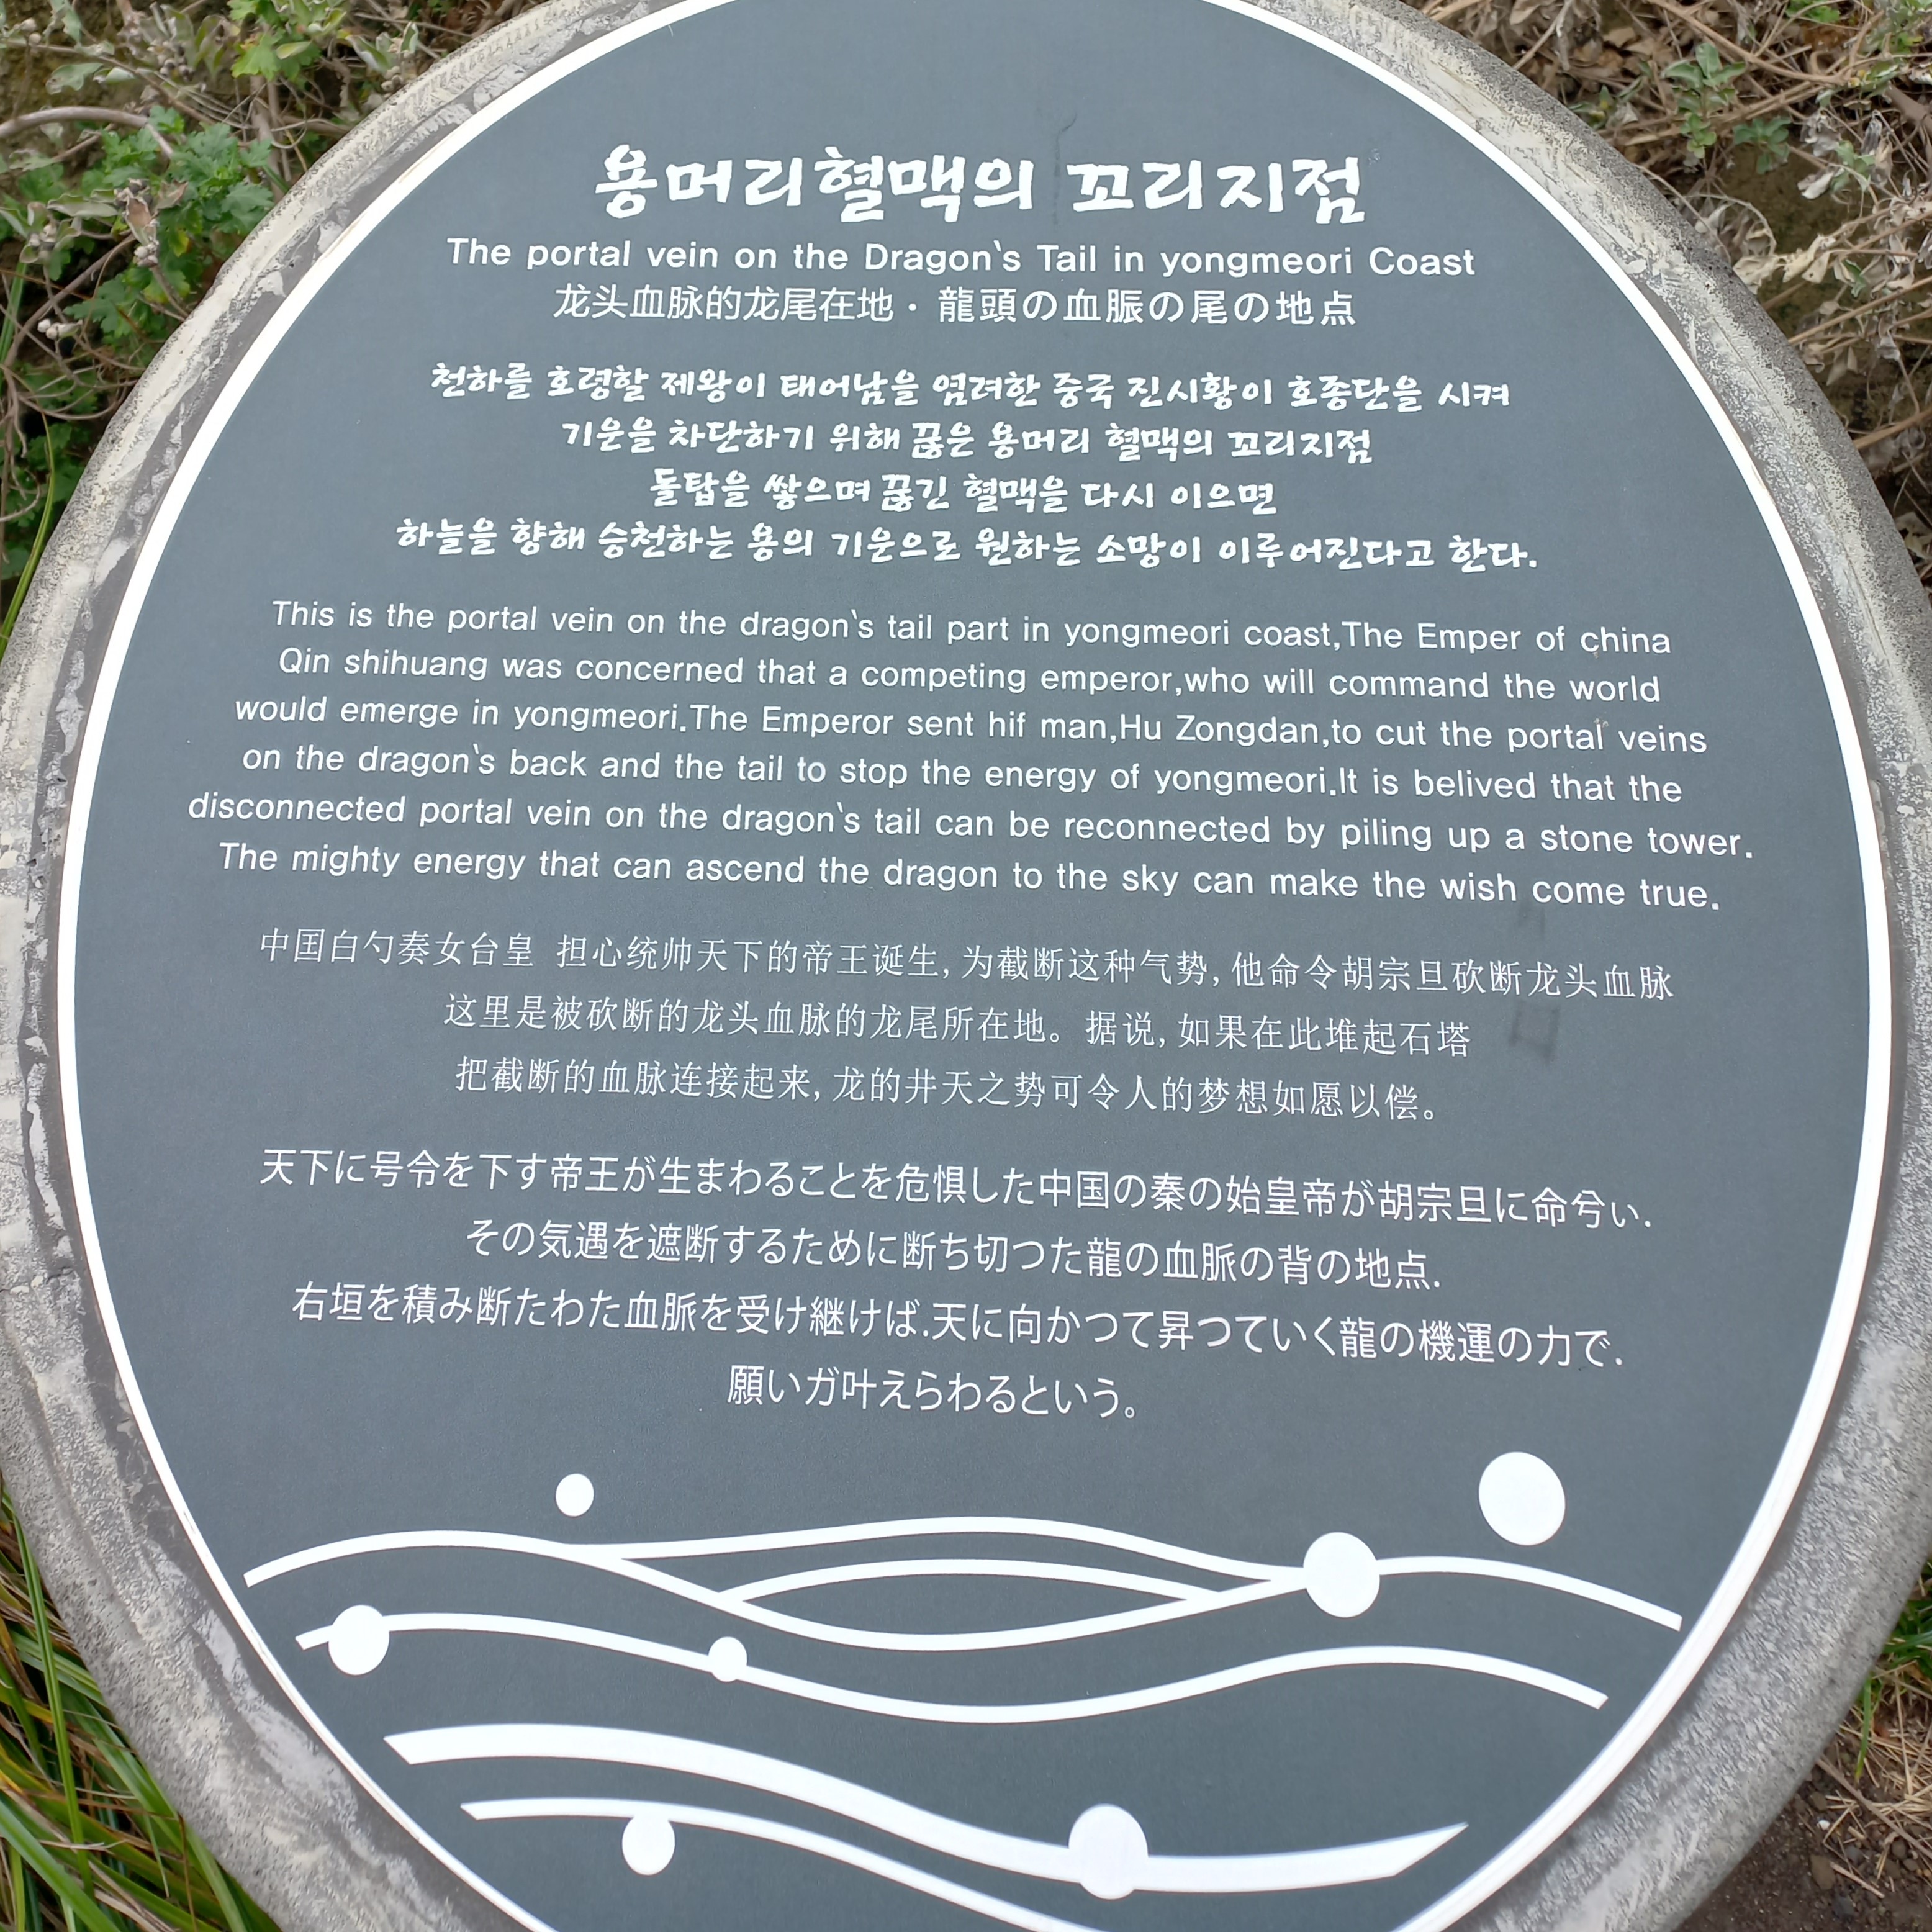 용머리혈맥의 꼬리지점
The portal vein on the Dragon‵s Tail in yongmeori Coast
龙头血脉的龙尾在地・龍頭の血脈の尾の地点
천하를 호령할 제왕이 태어남을 염려한 중국 진시황이 호종단을 시켜
기운을 차단하기 위해 끊은 용머리 혈맥의 꼬리지점
돌탑을 쌓으며 끊긴 혈맥을 다시 이으면
하늘을 향해 승천하는 용의 기운으로 원하는 소망이 이루어진다고 한다.
This is the portal vein on the dragon‵s tail part in yongmeori coast,The Emper of china
Qin shihuang was concerned that a competing emperor,who will command the world
would emerge in yongmeori.The Emperor sent hif man,Hu Zongdan,to cut the portal veins
on the dragon‵s back and the tail to stop the energy of yongmeori.It is belived that the
disconnected portal vein on the dragon‵s tail can be reconnected by piling up a stone tower.
The mighty energy that can ascend the dragon to the sky can make the wish come true.
中国白勺奏女台皇 担心统帅天下的帝王诞生,为截断这种气势,他命令胡宗旦砍断龙头血脉
这里是被砍断的龙头血脉的龙尾所在地。据说,如果在此堆起石塔
把截断的血脉连接起来,龙的井天之势可令人的梦想如愿以偿。
天下に号令を下す帝王が生まわることを危惧した中国の秦の始皇帝が胡宗旦に命兮ぃ.
その気遇を遮断するために断ち切つた龍の血脈の背の地点.
右垣を積み断たわた血脈を受け継けば.天に向かつて昇つていく龍の機運の力で.
願いガ叶えらわるという。